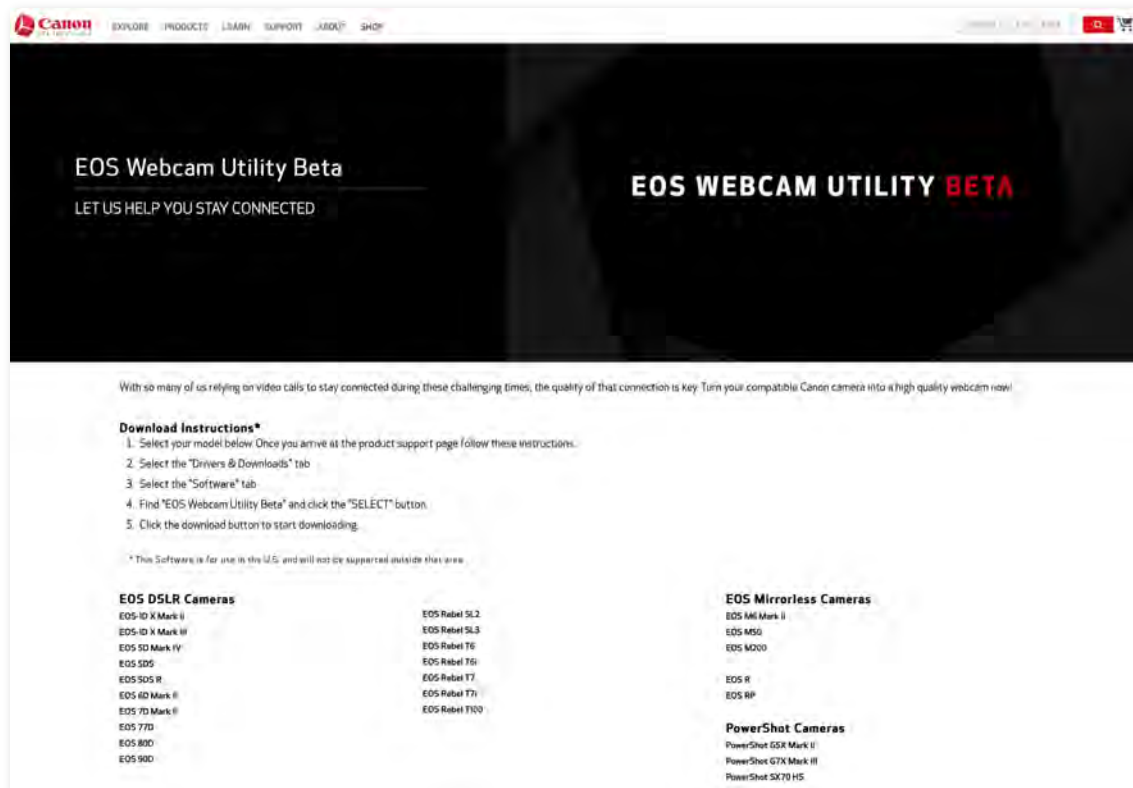 Canon
EXPLORE PRODUCTS LEARN SUPPORT ABOUT SHOP
EOS Webcam Utility Beta
LET US HELP YOU STAY CONNECTED
EOS WEBCAM UTILITY BETA
With so many of us relying on video calls to stay connected during these challenging times, the quality of that connection is key. Turn your compatible Canon camera into a high quality webcam now!
Download Instructions*
1. Select your model below. Once you arrive at the product support page follow these instructions.
2. Select the "Drivers & Downloads" tab
3. Select the "Software" tab
4. Find "EOS Webcam Utility Beta" and click the "SELECT" button
5. Click the download button to start downloading.
* This Software is for use in the U.S. and will not be supported outside that area
EOS DSLR Cameras
EOS-1D X Mark II
EOS-1D X Mark III
EOS 5D Mark IV
EOS 5DS
EOS 5DS R
EOS 6D Mark II
EOS 7D Mark II
EOS 77D
EOS 80D
EOS 90D
EOS Rebel SL2
EOS Rebel SL3
EOS Rebel T6
EOS Rebel T6i
EOS Rebel T7
EOS Rebel T7i
EOS Rebel T100
EOS Mirrorless Cameras
EOS M6 Mark II
EOS M50
EOS M200
EOS R
EOS RP
PowerShot Cameras
PowerShot G5X Mark II
PowerShot G7X Mark III
PowerShot SX70 HS